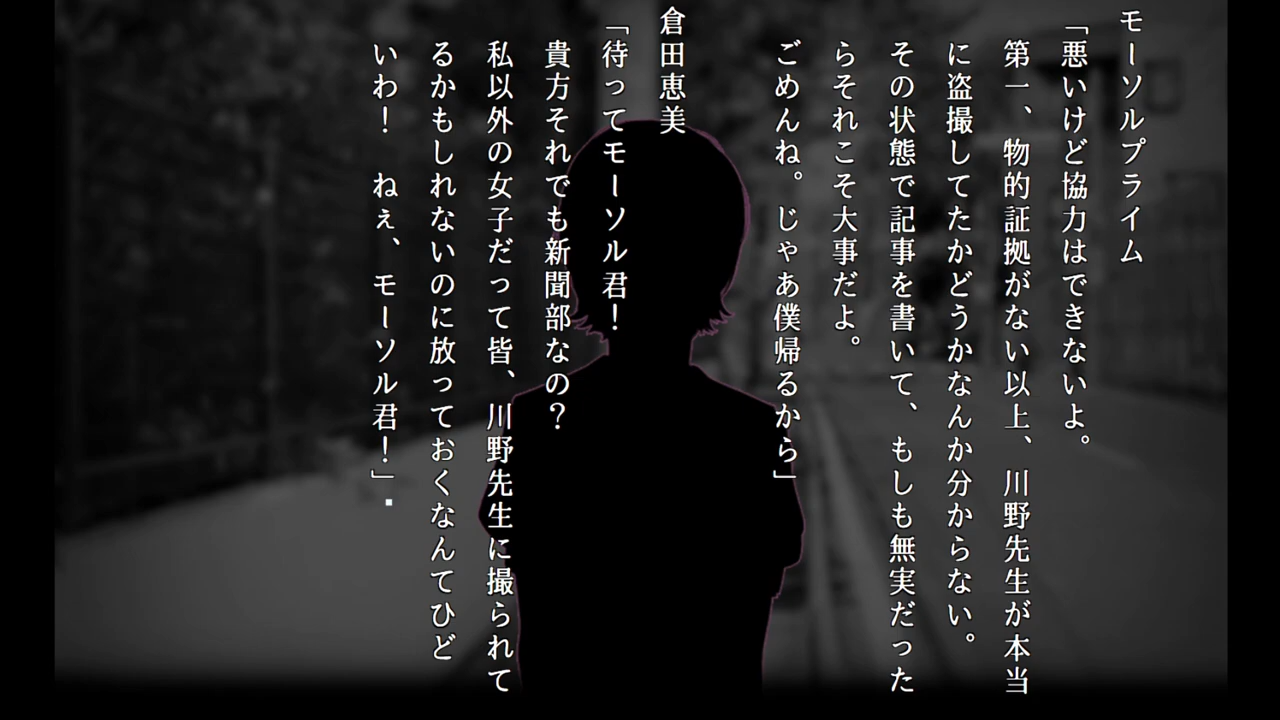 モーソルプライム
「悪いけど協力はできないよ。
第一、物的証拠がない以上、川野先生が本当
に盗撮してたかどうかなんか分からない。
その状態で記事を書いて、もしも無実だった
らそれこそ大事だよ。
ごめんね。じゃあ僕帰るから」
倉田恵美
「待ってモーソル君！
貴方それでも新聞部なの？
私以外の女子だって皆、川野先生に撮られて
るかもしれないのに放っておくなんてひど
いわ！　ねぇ、モーソル君！」